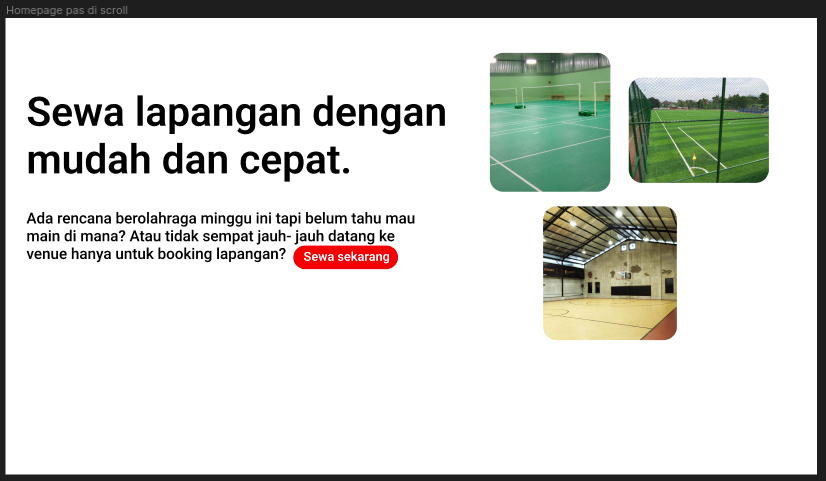 Homepage pas di scroll
Sewa lapangan dengan
mudah dan cepat.
Ada rencana berolahraga minggu ini tapi belum tahu mau
main di mana? Atau tidak sempat jauh- jauh datang ke
venue hanya untuk booking lapangan?
Sewa sekarang